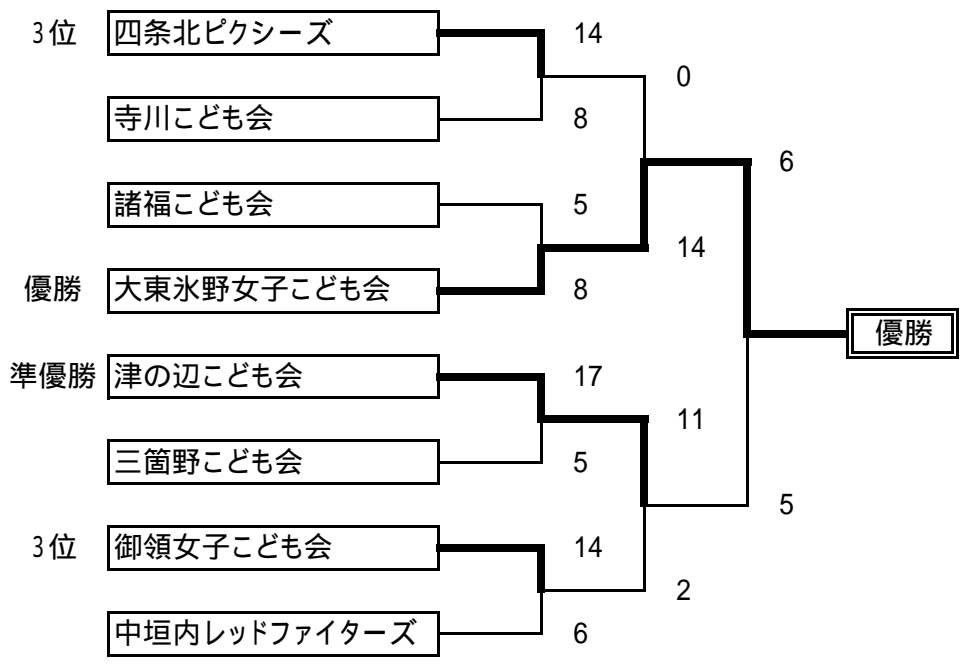 3位 四条北ピクシーズ 14
0
寺川こども会 8
6
諸福こども会 5
14
優勝 大東氷野女子こども会 8
優勝
準優勝 津の辺こども会 17
11
三箇野こども会 5
5
3位 御領女子こども会 14
2
中垣内レッドファイターズ 6